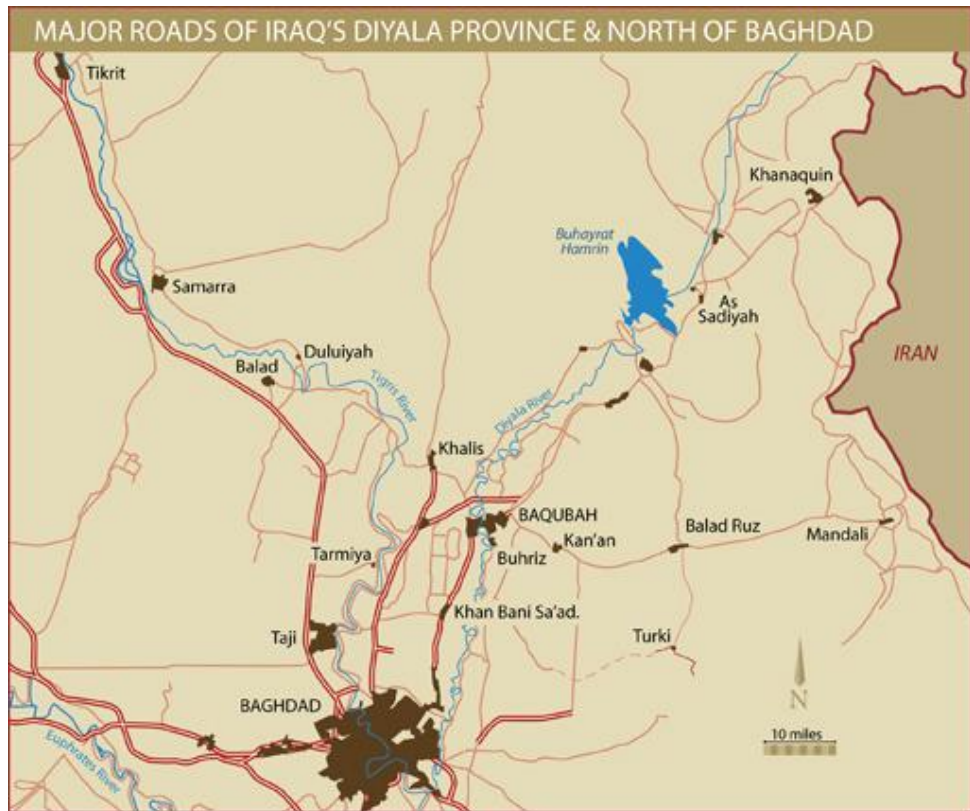 MAJOR ROADS OF IRAQ'S DIYALA PROVINCE & NORTH OF BAGHDAD
Tikrit
Khanaquin
Buhayrat
Hamrin
Samarra
As
Sadiyah
IRAN
Duluiyah
Balad
Tigris River
Diyala River
Khalis
BAQUBAH
Balad Ruz
Mandali
Kan'an
Buhriz
Tarmiya
Khan Bani Sa'ad.
Taji
Turki
N
BAGHDAD
10 miles
Euphrates River